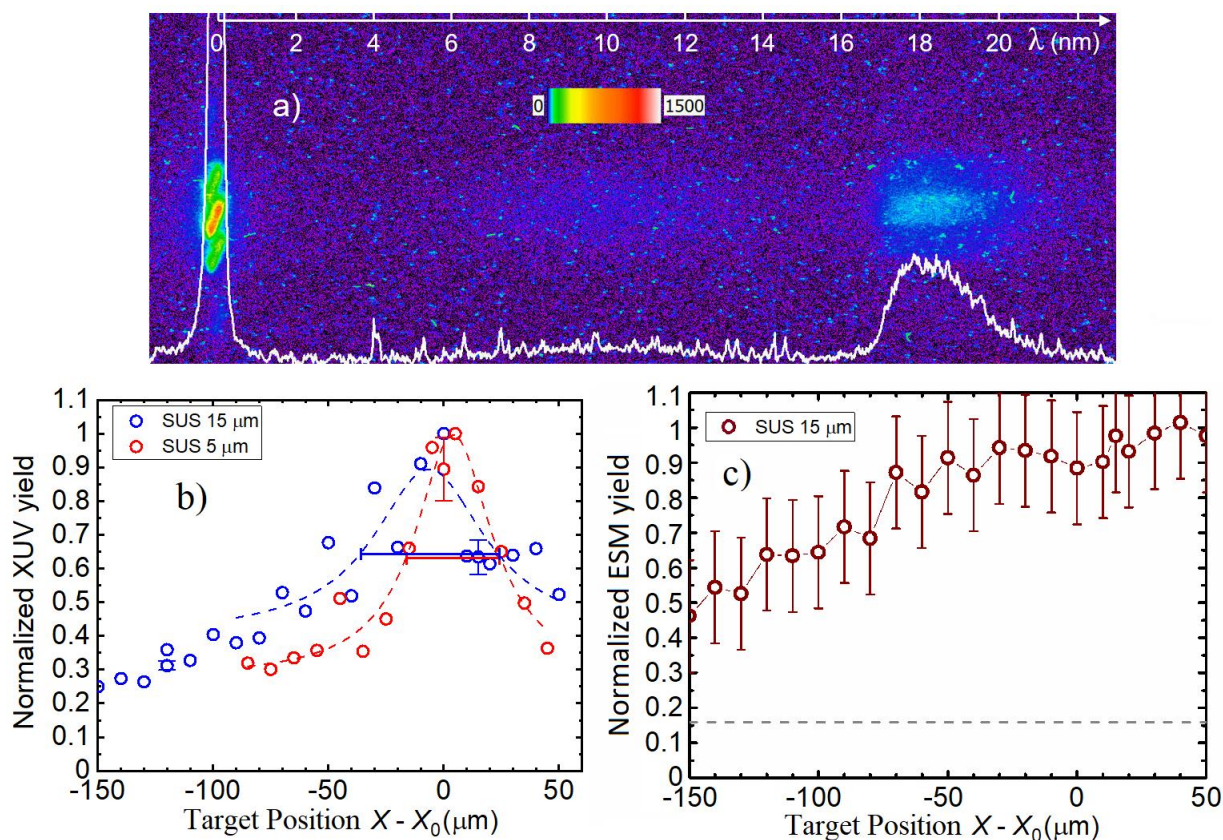 0 2 4 6 8 10 12 14 16 18 20 λ (nm)
a)
0 1500
1.1
1
0.9
0.8
0.7
0.6
0.5
0.4
0.3
0.2
0.1
0
Normalized XUV yield
SUS 15 μm
SUS 5 μm
b)
-150 -100 -50 0 50
Target Position X - X₀(μm)
1.1
1
0.9
0.8
0.7
0.6
0.5
0.4
0.3
0.2
0.1
0
Normalized ESM yield
SUS 15 μm
c)
-150 -100 -50 0 50
Target Position X - X₀(μm)